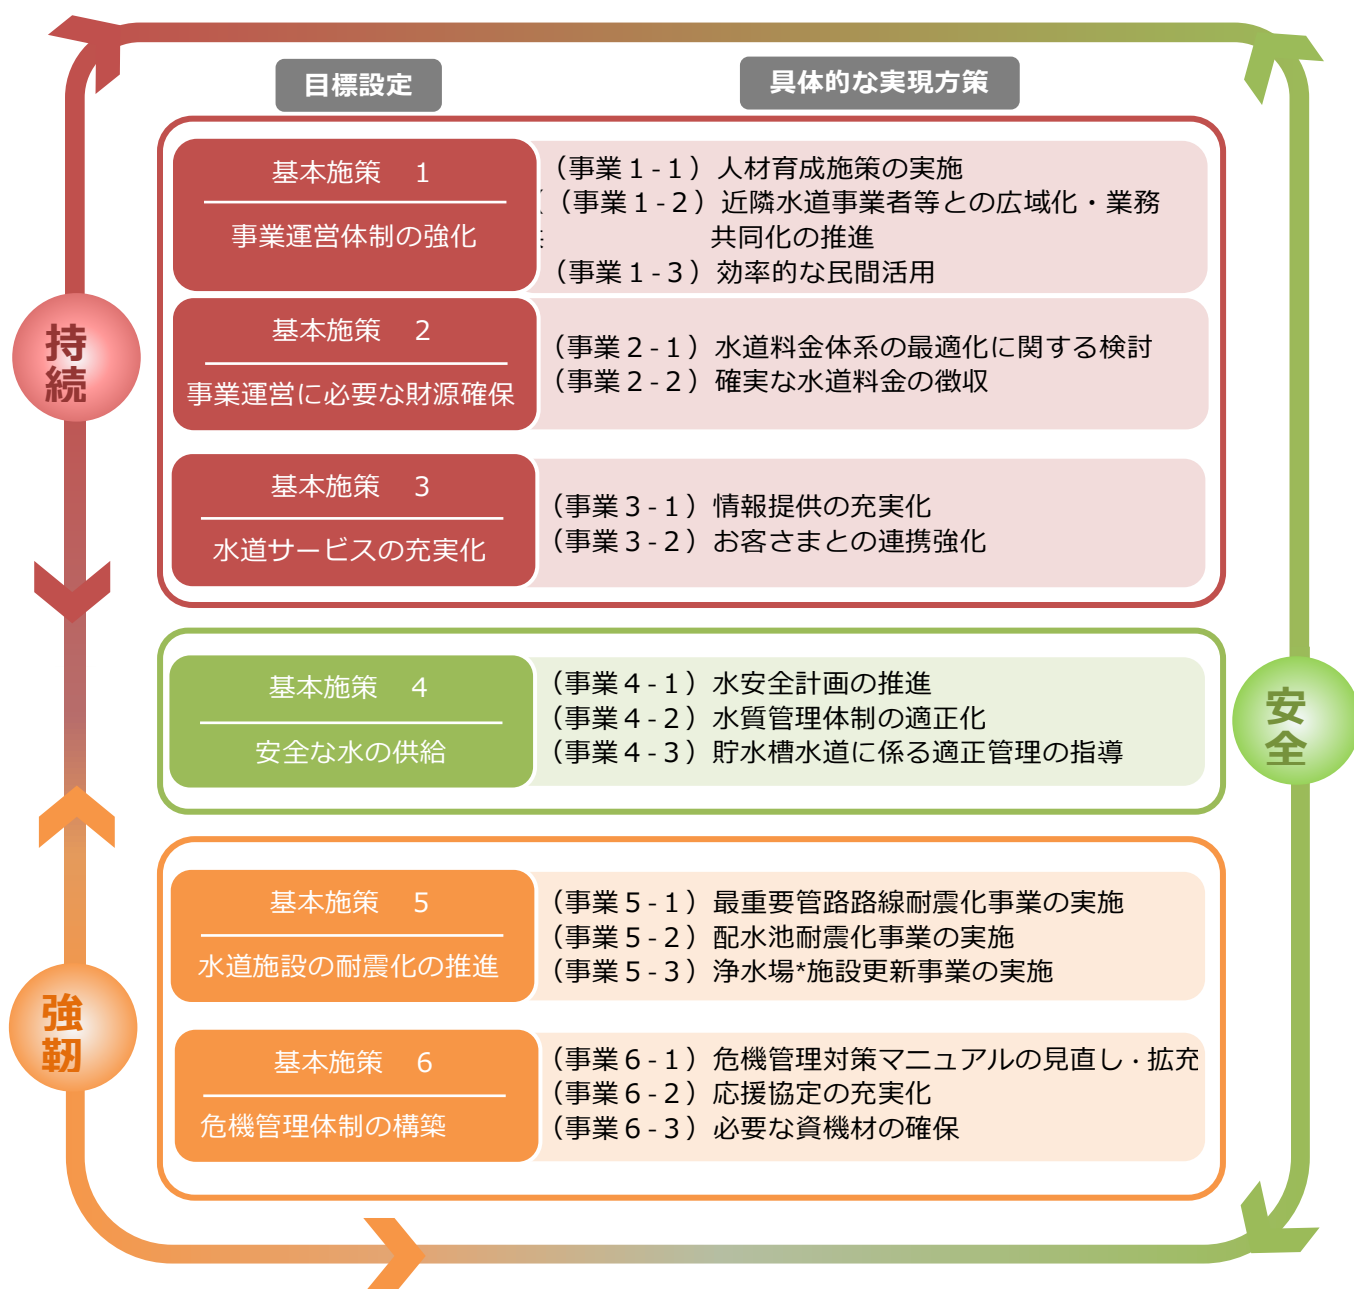 目標設定
具体的な実現方策
持続
基本施策　1
事業運営体制の強化
（事業１-１）人材育成施策の実施
（事業１-２）近隣水道事業者等との広域化・業務
共同化の推進
（事業１-３）効率的な民間活用
基本施策　2
事業運営に必要な財源確保
（事業２-１）水道料金体系の最適化に関する検討
（事業２-２）確実な水道料金の徴収
基本施策　3
水道サービスの充実化
（事業３-１）情報提供の充実化
（事業３-２）お客さまとの連携強化
安全
基本施策　4
安全な水の供給
（事業４-１）水安全計画の推進
（事業４-２）水質管理体制の適正化
（事業４-３）貯水槽水道に係る適正管理の指導
強靭
基本施策　5
水道施設の耐震化の推進
（事業５-１）最重要管路路線耐震化事業の実施
（事業５-２）配水池耐震化事業の実施
（事業５-３）浄水場*施設更新事業の実施
基本施策　6
危機管理体制の構築
（事業６-１）危機管理対策マニュアルの見直し・拡充
（事業６-２）応援協定の充実化
（事業６-３）必要な資機材の確保